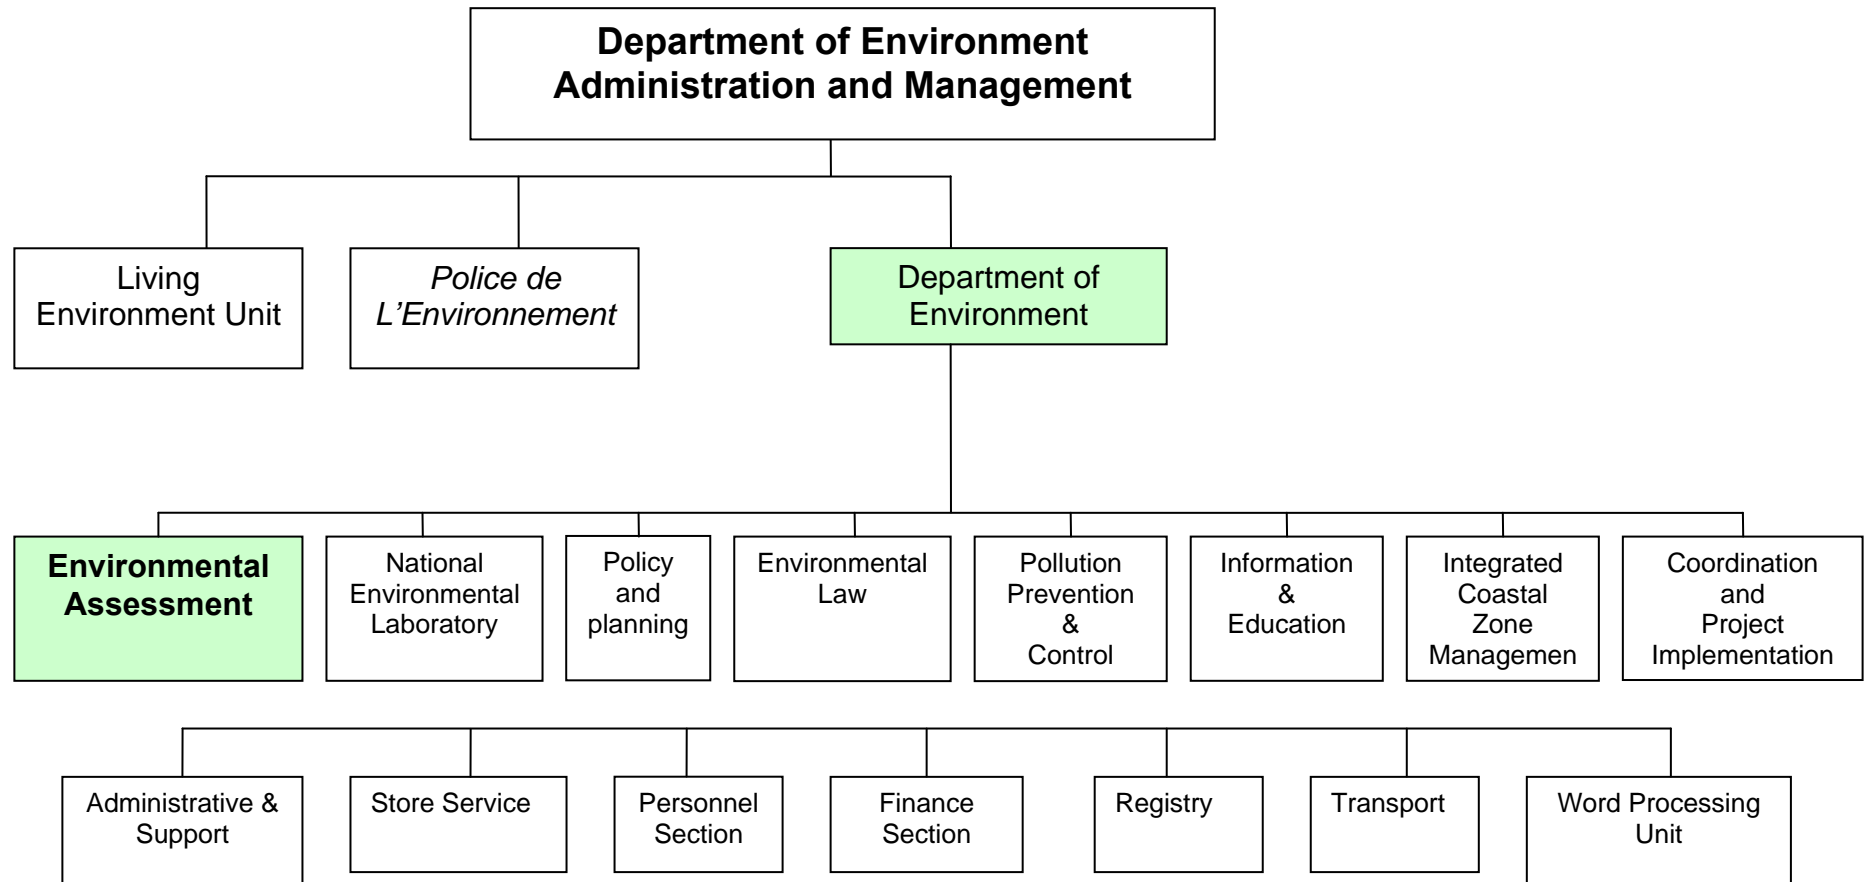 Department of Environment
Administration and Management
Living
Environment Unit
Police de
L’Environnement
Department of
Environment
Environmental
Assessment
National
Environmental
Laboratory
Policy
and
planning
Environmental
Law
Pollution
Prevention
&
Control
Information
&
Education
Integrated
Coastal
Zone
Managemen
Coordination
and
Project
Implementation
Administrative &
Support
Store Service
Personnel
Section
Finance
Section
Registry
Transport
Word Processing
Unit